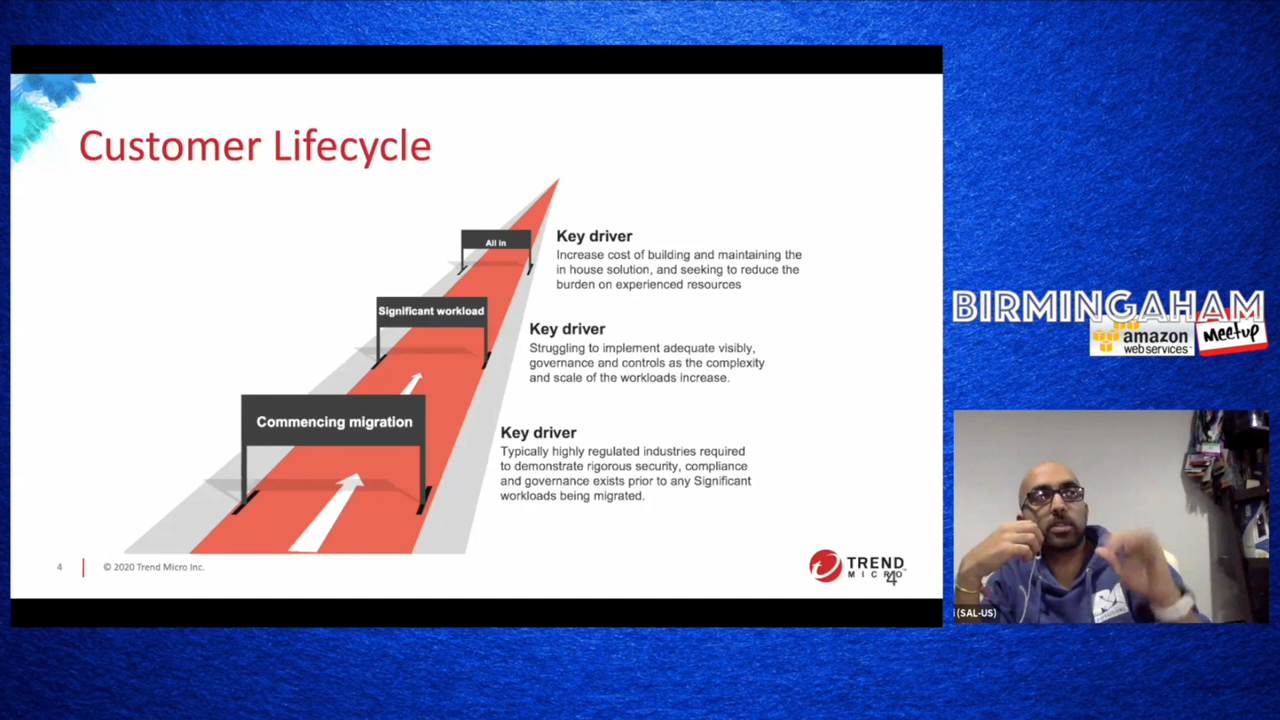 Customer Lifecycle
All in
Key driver
Increase cost of building and maintaining the
in house solution, and seeking to reduce the
burden on experienced resources
Significant workload
Key driver
Struggling to implement adequate visibly,
governance and controls as the complexity
and scale of the workloads increase.
Commencing migration
Key driver
Typically highly regulated industries required
to demonstrate rigorous security, compliance
and governance exists prior to any Significant
workloads being migrated.
4
© 2020 Trend Micro Inc.
TREND
MICRO
4
BIRMINGAHAM
amazon
web services
Meetup
(SAL-US)